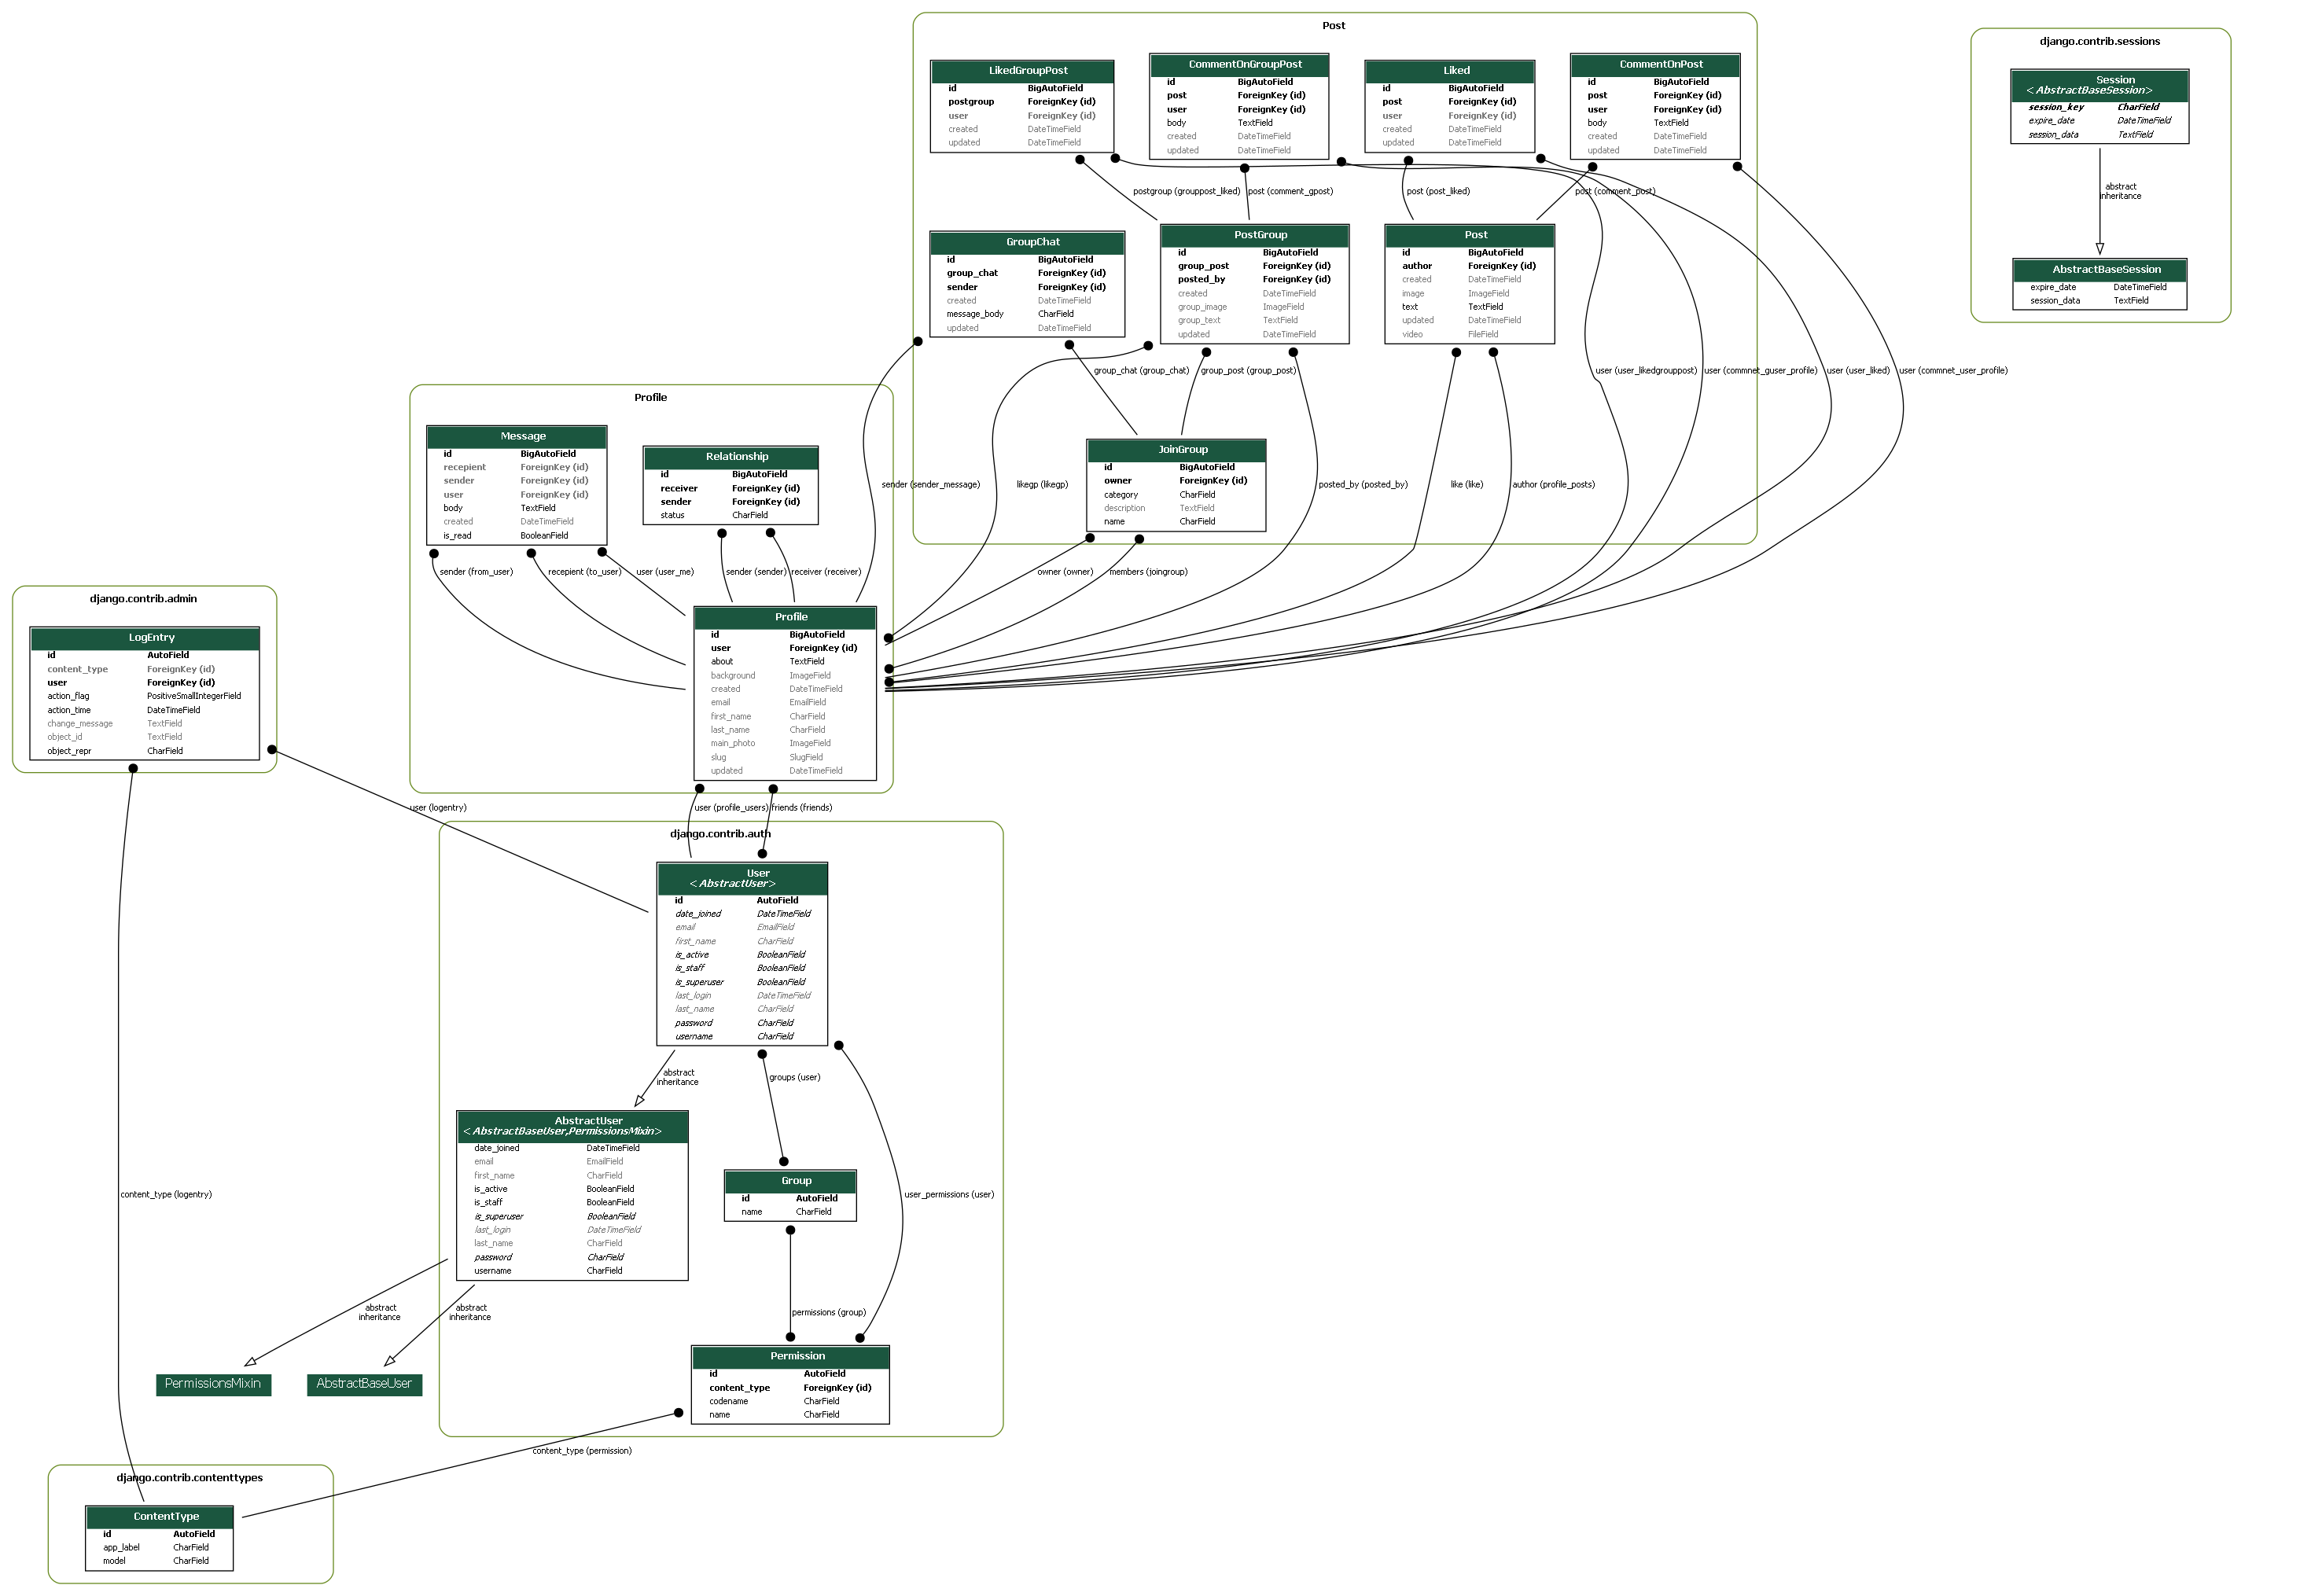 Post
LikedGroupPost
id BigAutoField
postgroup ForeignKey (id)
user ForeignKey (id)
created DateTimeField
updated DateTimeField
CommentOnGroupPost
id BigAutoField
post ForeignKey (id)
user ForeignKey (id)
body TextField
created DateTimeField
updated DateTimeField
Liked
id BigAutoField
post ForeignKey (id)
user ForeignKey (id)
created DateTimeField
updated DateTimeField
CommentOnPost
id BigAutoField
post ForeignKey (id)
user ForeignKey (id)
body TextField
created DateTimeField
updated DateTimeField
django.contrib.sessions
Session
<AbstractBaseSession>
session_key CharField
expire_date DateTimeField
session_data TextField
abstract
inheritance
AbstractBaseSession
expire_date DateTimeField
session_data TextField
postgroup (grouppost_liked)
post (comment_gpost)
post (post_liked)
post (comment_post)
GroupChat
id BigAutoField
group_chat ForeignKey (id)
sender ForeignKey (id)
created DateTimeField
message_body CharField
updated DateTimeField
PostGroup
id BigAutoField
group_post ForeignKey (id)
posted_by ForeignKey (id)
created DateTimeField
group_image ImageField
group_text TextField
updated DateTimeField
Post
id BigAutoField
author ForeignKey (id)
created DateTimeField
image ImageField
text TextField
updated DateTimeField
video FileField
group_chat (group_chat)
group_post (group_post)
user (user_likedgrouppost)
user (commnet_guser_profile)
user (user_liked)
user (commnet_user_profile)
JoinGroup
id BigAutoField
owner ForeignKey (id)
category CharField
description TextField
name CharField
sender (sender_message)
likegp (likegp)
posted_by (posted_by)
like (like)
author (profile_posts)
Profile
Message
id BigAutoField
recepient ForeignKey (id)
sender ForeignKey (id)
user ForeignKey (id)
body TextField
created DateTimeField
is_read BooleanField
Relationship
id BigAutoField
receiver ForeignKey (id)
sender ForeignKey (id)
status CharField
sender (from_user)
recepient (to_user)
user (user_me)
sender (sender)
receiver (receiver)
owner (owner)
members (joingroup)
Profile
id BigAutoField
user ForeignKey (id)
about TextField
background ImageField
created DateTimeField
email EmailField
first_name CharField
last_name CharField
main_photo ImageField
slug SlugField
updated DateTimeField
django.contrib.admin
LogEntry
id AutoField
content_type ForeignKey (id)
user ForeignKey (id)
action_flag PositiveSmallIntegerField
action_time DateTimeField
change_message TextField
object_id TextField
object_repr CharField
user (logentry)
user (profile_users)
friends (friends)
django.contrib.auth
User
<AbstractUser>
id AutoField
date_joined DateTimeField
email EmailField
first_name CharField
is_active BooleanField
is_staff BooleanField
is_superuser BooleanField
last_login DateTimeField
last_name CharField
password CharField
username CharField
abstract
inheritance
groups (user)
AbstractUser
<AbstractBaseUser,PermissionsMixin>
date_joined DateTimeField
email EmailField
first_name CharField
is_active BooleanField
is_staff BooleanField
is_superuser BooleanField
last_login DateTimeField
last_name CharField
password CharField
username CharField
Group
id AutoField
name CharField
content_type (logentry)
user_permissions (user)
abstract
inheritance
abstract
inheritance
permissions (group)
PermissionsMixin
AbstractBaseUser
Permission
id AutoField
content_type ForeignKey (id)
codename CharField
name CharField
content_type (permission)
django.contrib.contenttypes
ContentType
id AutoField
app_label CharField
model CharField